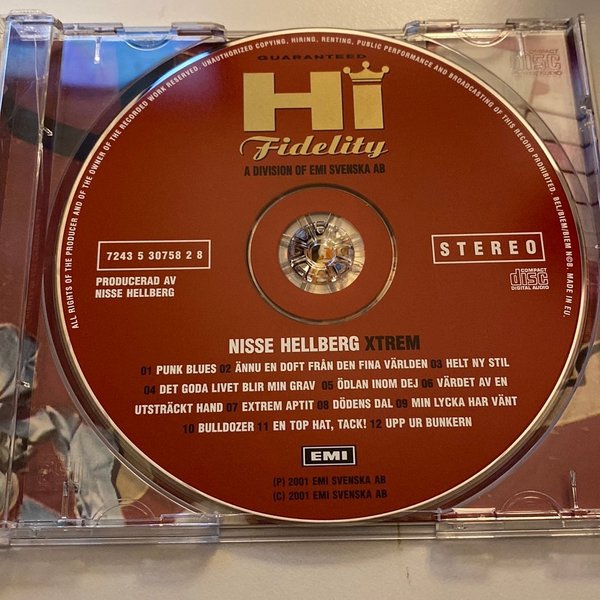 ALL RIGHTS OF THE PRODUCER AND OF THE OWNER OF THE RECORDED WORK RESERVED. UNAUTHORIZED COPYING, HIRING, RENTING, PUBLIC PERFORMANCE AND BROADCASTING OF THIS RECORD PROHIBITED. BEL/BIEM/BIEM N©B. MADE IN EU.
GUARANTEED
Hi
Fidelity
A DIVISION OF EMI SVENSKA AB
7243 5 30758 2 8
STEREO
PRODUCERAD AV
NISSE HELLBERG
COMPACT
disc
DIGITAL AUDIO
NISSE HELLBERG XTREM
01 PUNK BLUES 02 ÄNNU EN DOFT FRÅN DEN FINA VÄRLDEN 03 HELT NY STIL
04 DET GODA LIVET BLIR MIN GRAV 05 ÖDLAN INOM DEJ 06 VÄRDET AV EN
UTSTRÄCKT HAND 07 EXTREM APTIT 08 DÖDENS DAL 09 MIN LYCKA HAR VÄNT
10 BULLDOZER 11 EN TOP HAT, TACK! 12 UPP UR BUNKERN
EMI
(P) 2001 EMI SVENSKA AB
(C) 2001 EMI SVENSKA AB
COMPACT
disc